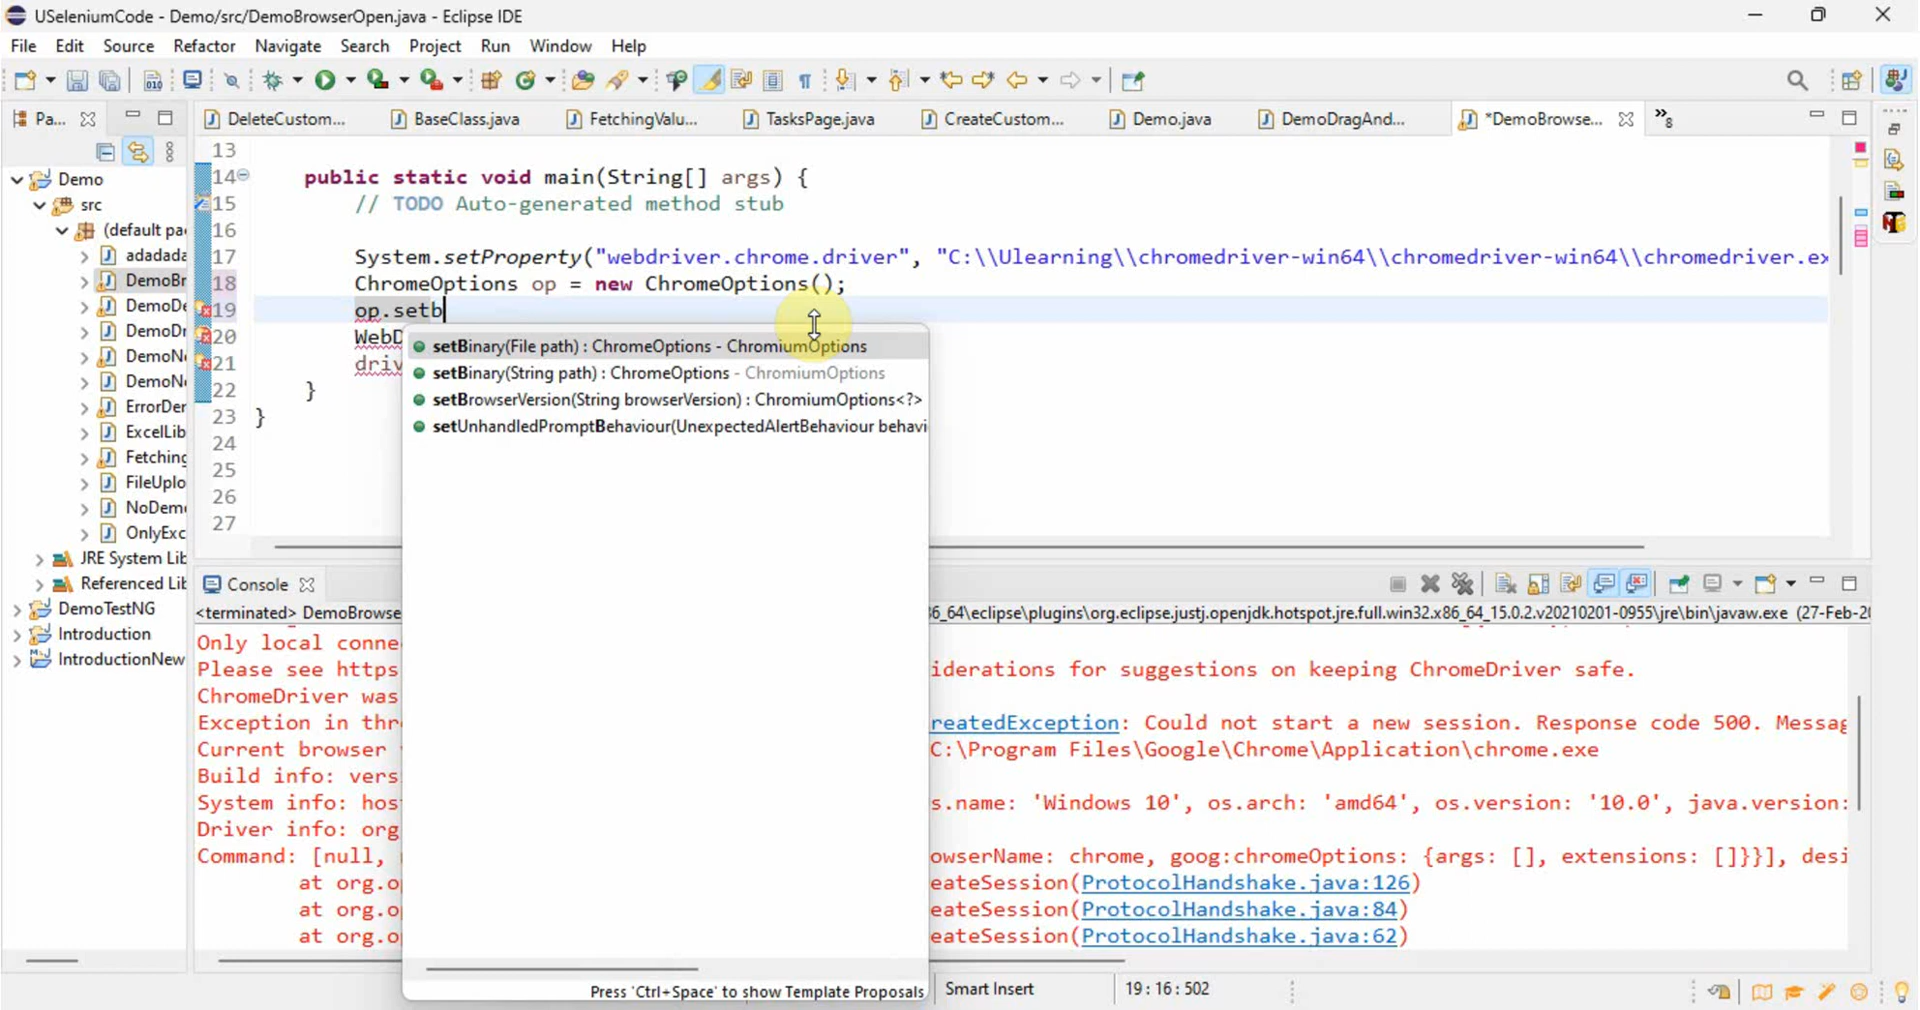 USeleniumCode - Demo/src/DemoBrowserOpen.java - Eclipse IDE
File Edit Source Refactor Navigate Search Project Run Window Help
Pa...
DeleteCustom... BaseClass.java FetchingValu... TasksPage.java CreateCustom... Demo.java DemoDragAnd... *DemoBrowse... »8
Demo
src
(default pa
adadada
DemoBr
DemoDe
DemoDr
DemoNe
DemoNe
ErrorDer
ExcelLib
Fetching
FileUplo
NoDeme
OnlyExc
JRE System Lib
Referenced Lib
DemoTestNG
Introduction
IntroductionNew
13
14 public static void main(String[] args) {
15 // TODO Auto-generated method stub
16
17 System.setProperty("webdriver.chrome.driver", "C:\\Ulearning\\chromedriver-win64\\chromedriver-win64\\chromedriver.ex
18 ChromeOptions op = new ChromeOptions();
19 op.setb
20 WebD
21 driv
22 }
23 }
24
25
26
27
setBinary(File path) : ChromeOptions - ChromiumOptions
setBinary(String path) : ChromeOptions - ChromiumOptions
setBrowserVersion(String browserVersion) : ChromiumOptions<?>
setUnhandledPromptBehaviour(UnexpectedAlertBehaviour behavi
Press 'Ctrl+Space' to show Template Proposals
Console
<terminated> DemoBrowse 86_64\eclipse\plugins\org.eclipse.justj.openjdk.hotspot.jre.full.win32.x86_64_15.0.2.v20210201-0955\jre\bin\javaw.exe (27-Feb-20
Only local conne
Please see https iderations for suggestions on keeping ChromeDriver safe.
ChromeDriver was
Exception in thr reatedException: Could not start a new session. Response code 500. Messag
Current browser C:\Program Files\Google\Chrome\Application\chrome.exe
Build info: vers
System info: hos s.name: 'Windows 10', os.arch: 'amd64', os.version: '10.0', java.version:
Driver info: org
Command: [null, owserName: chrome, goog:chromeOptions: {args: [], extensions: []}}], desi
at org.o eateSession(ProtocolHandshake.java:126)
at org.o eateSession(ProtocolHandshake.java:84)
at org.o eateSession(ProtocolHandshake.java:62)
Smart Insert 19 : 16 : 502